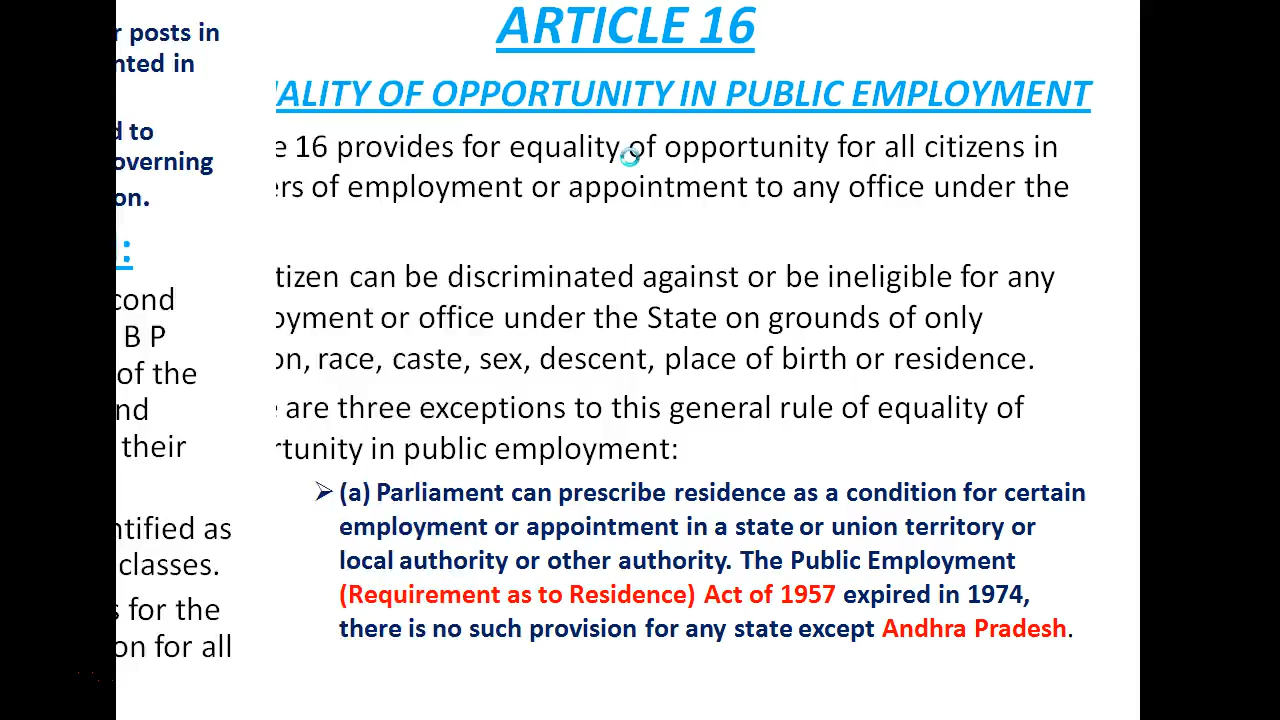 ARTICLE 16
ALITY OF OPPORTUNITY IN PUBLIC EMPLOYMENT
e 16 provides for equality of opportunity for all citizens in
ers of employment or appointment to any office under the
tizen can be discriminated against or be ineligible for any
oyment or office under the State on grounds of only
on, race, caste, sex, descent, place of birth or residence.
e are three exceptions to this general rule of equality of
rtunity in public employment:
(a) Parliament can prescribe residence as a condition for certain
employment or appointment in a state or union territory or
local authority or other authority. The Public Employment
(Requirement as to Residence) Act of 1957 expired in 1974,
there is no such provision for any state except Andhra Pradesh.
r posts in
nted in
d to
overning
on.
:
cond
B P
of the
nd
their
ntified as
classes.
s for the
on for all